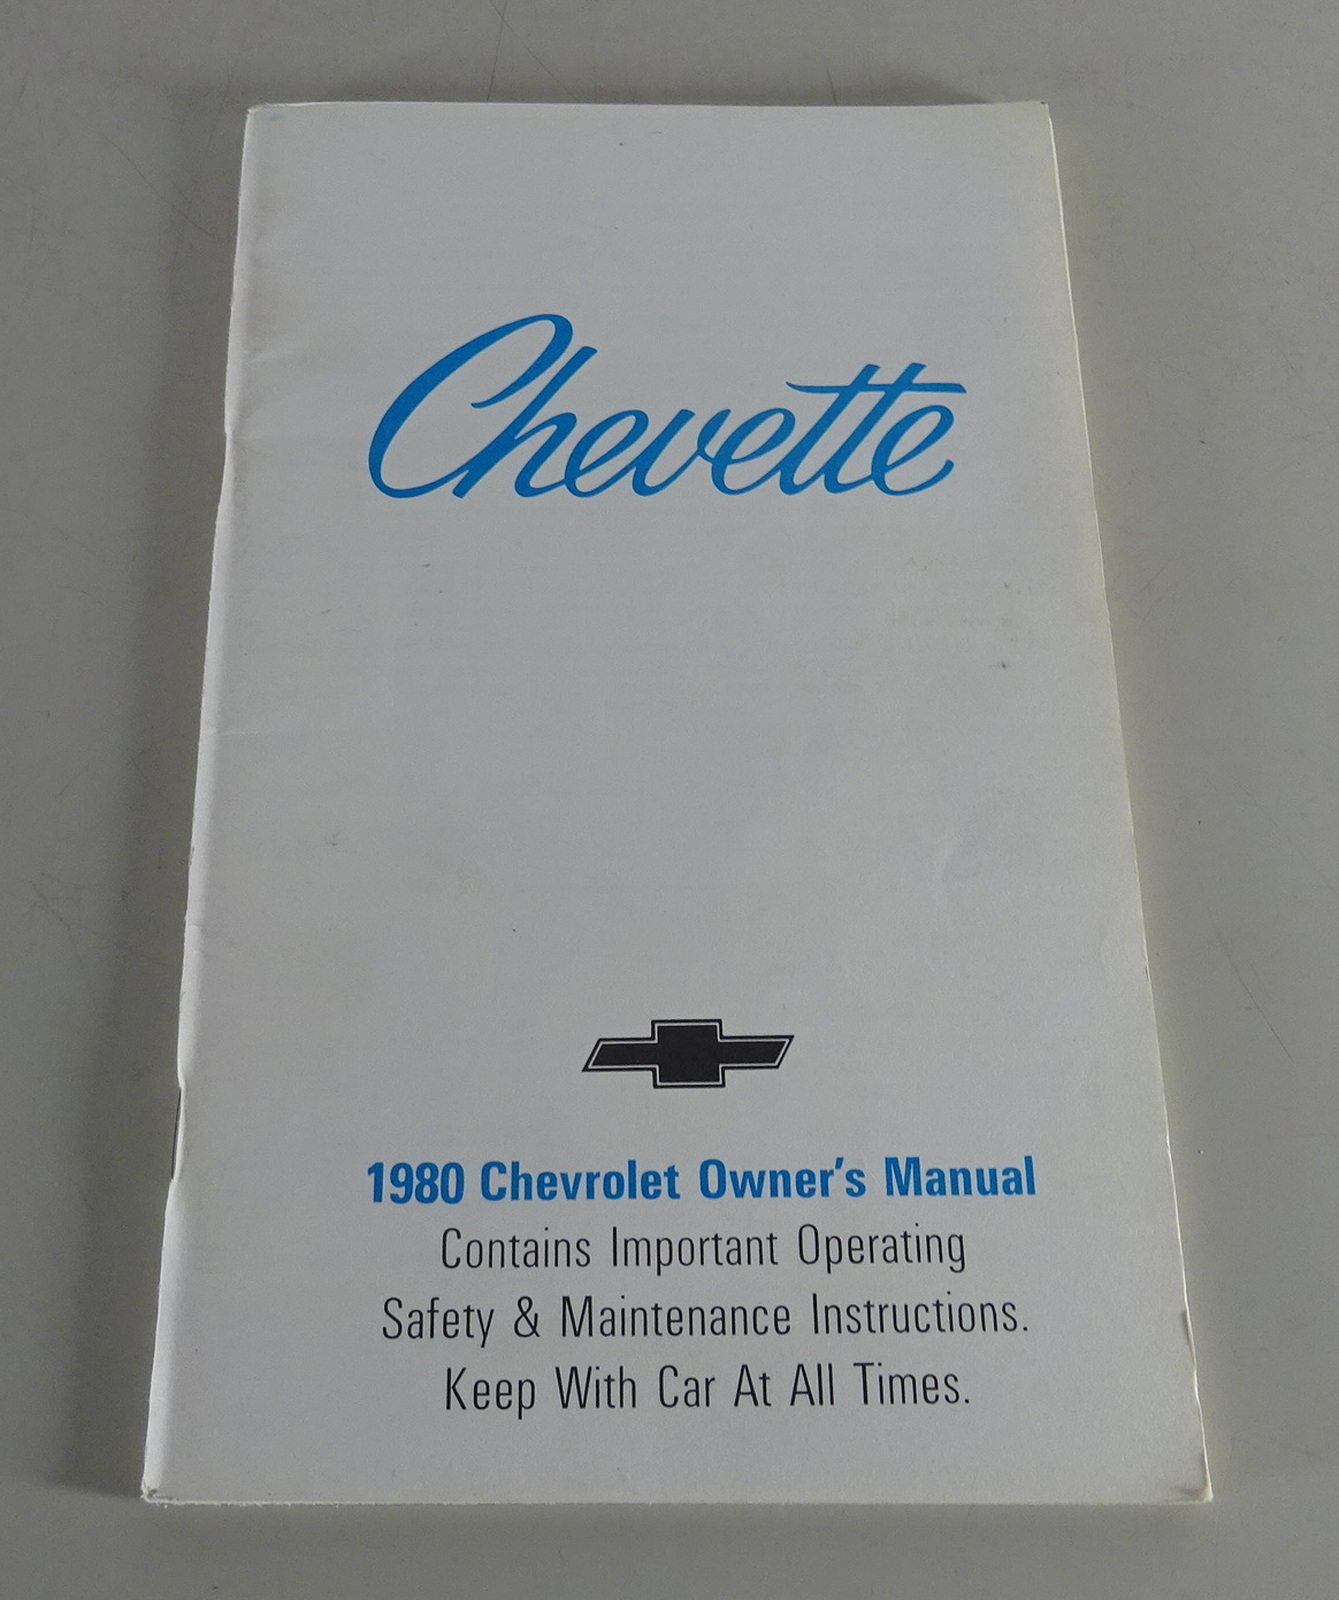 Chevette
1980 Chevrolet Owner's Manual
Contains Important Operating
Safety & Maintenance Instructions.
Keep With Car At All Times.